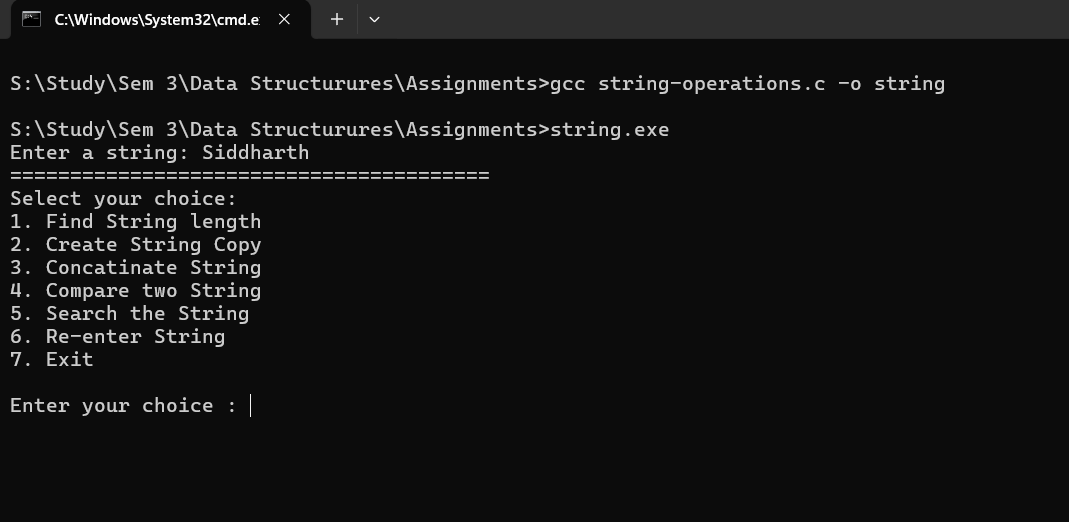 C:\Windows\System32\cmd.e
S:\Study\Sem 3\Data Structurures\Assignments>gcc string-operations.c -o string
S:\Study\Sem 3\Data Structurures\Assignments>string.exe
Enter a string: Siddharth
========================================
Select your choice:
1. Find String length
2. Create String Copy
3. Concatinate String
4. Compare two String
5. Search the String
6. Re-enter String
7. Exit
Enter your choice :